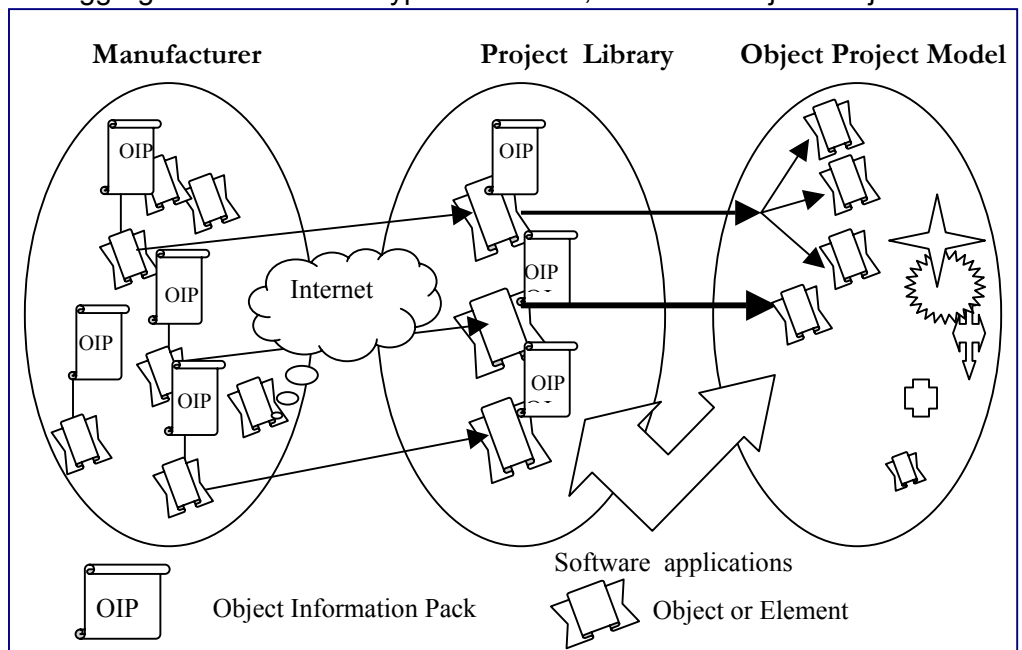 Manufacturer Project Library Object Project Model
OIP
OIP
OIP
OIP
OIP
Internet
OIP
OIP
OIP
Software applications
OIP Object Information Pack Object or Element